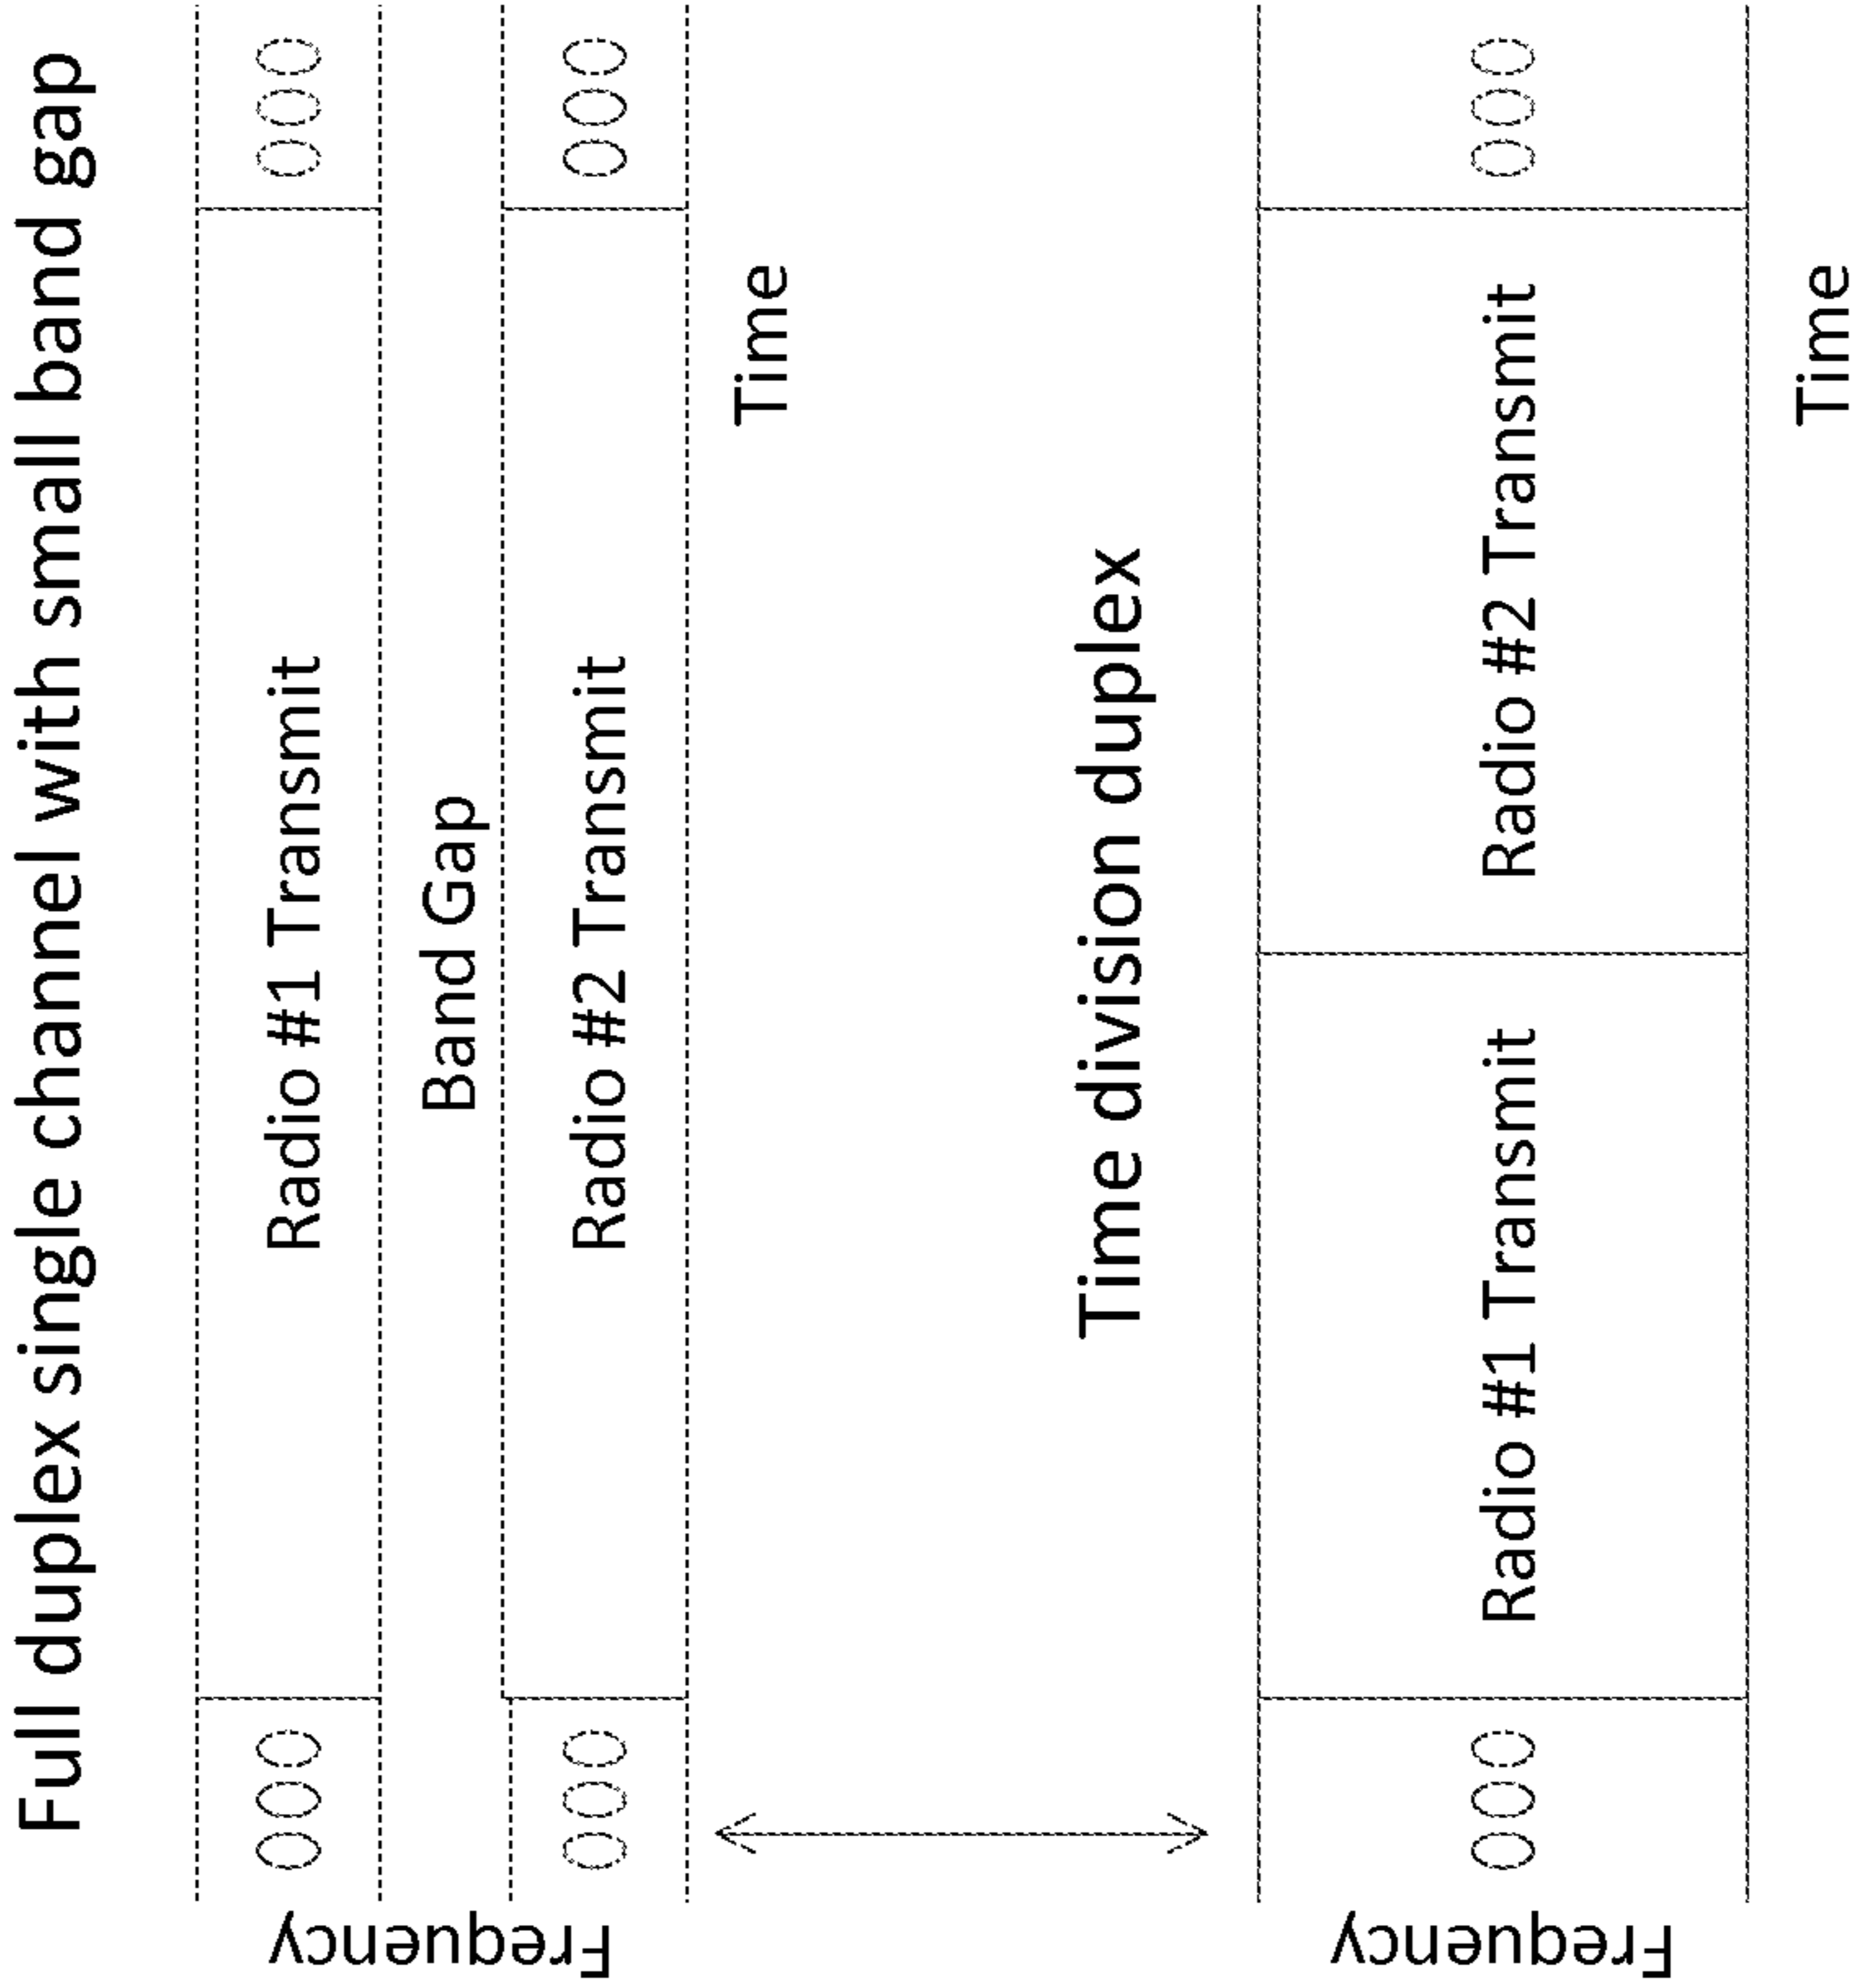 Full duplex single channel with small band gap
Frequency
Radio #1 Transmit
Band Gap
Radio #2 Transmit
Time
Time division duplex
Frequency
Radio #1 Transmit
Radio #2 Transmit
Time